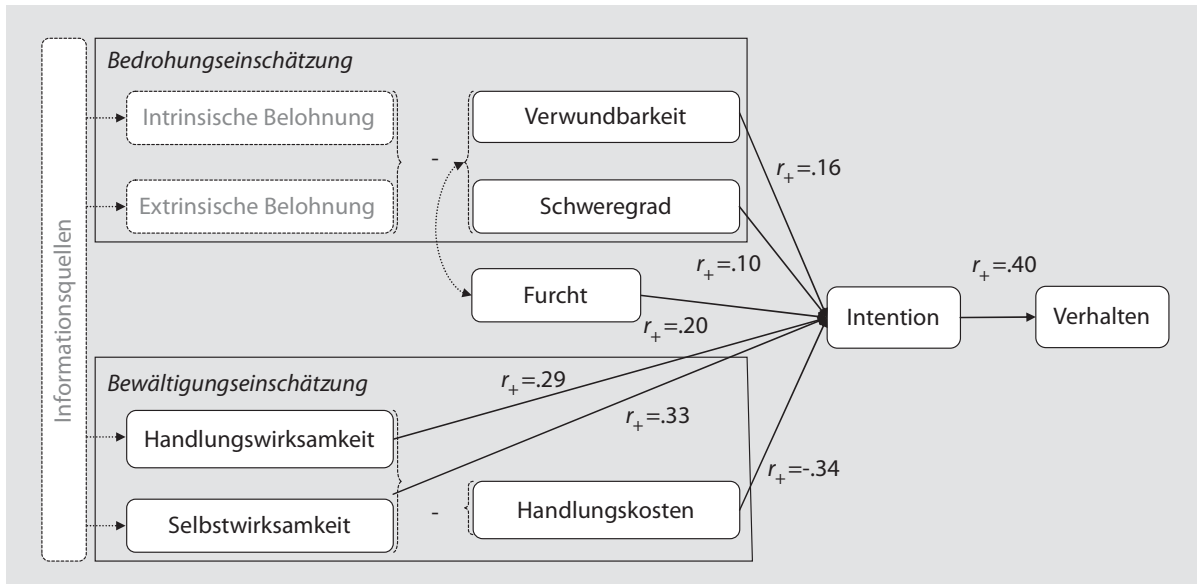 Informationsquellen
Bedrohungseinschätzung
Intrinsische Belohnung
-
Verwundbarkeit
r+=.16
Extrinsische Belohnung
Schweregrad
r+=.10
Furcht
r+=.20
Intention
r+=.40
Verhalten
Bewältigungseinschätzung
r+=.29
Handlungswirksamkeit
r+=.33
r+=-.34
Selbstwirksamkeit
-
Handlungskosten